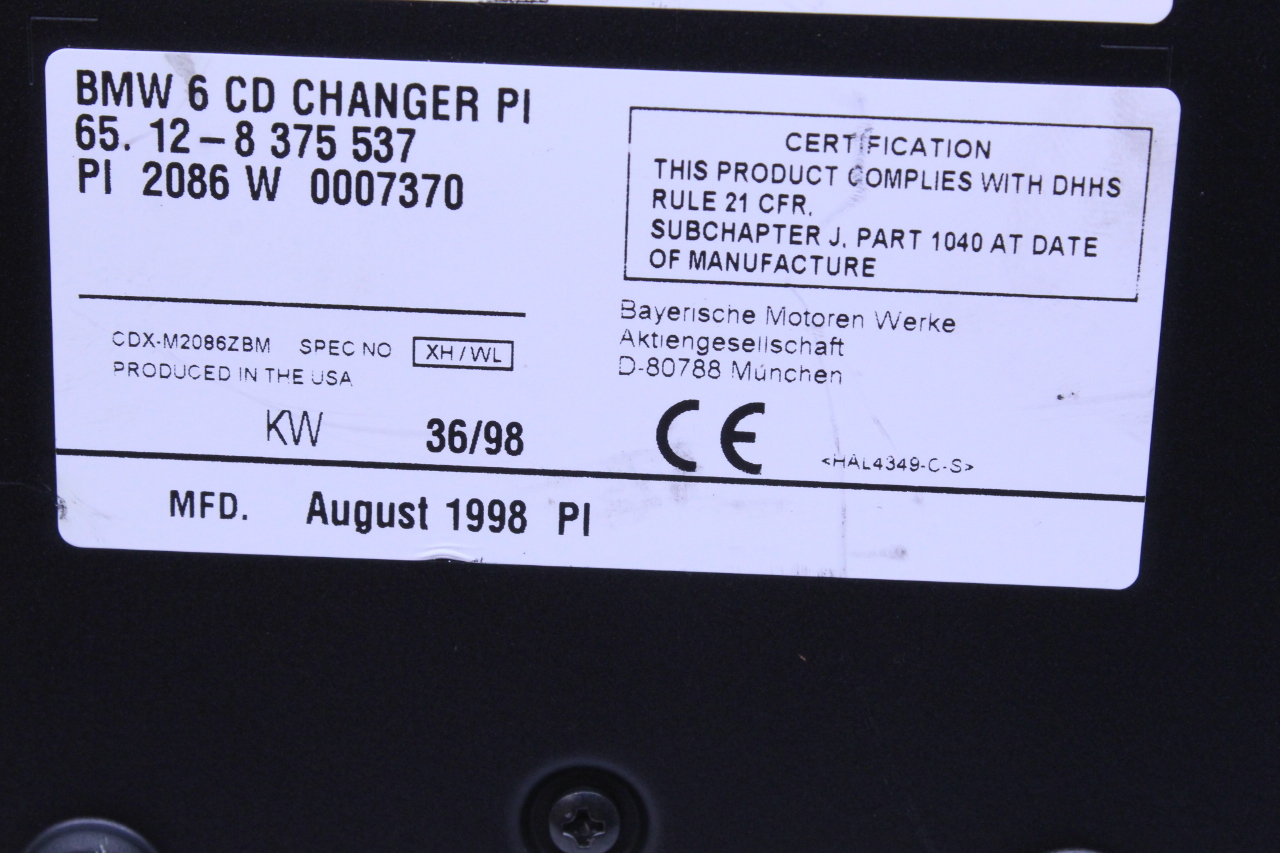 BMW 6 CD CHANGER PI
65. 12-8 375 537
PI 2086 W 0007370
CERTIFICATION
THIS PRODUCT COMPLIES WITH DHHS
RULE 21 CFR,
SUBCHAPTER J, PART 1040 AT DATE
OF MANUFACTURE
CDX-M2086ZBM SPEC NO XH/WL
PRODUCED IN THE USA
KW 36/98
Bayerische Motoren Werke
Aktiengesellschaft
D-80788 München
CE <HAL4349-C-S>
MFD. August 1998 PI